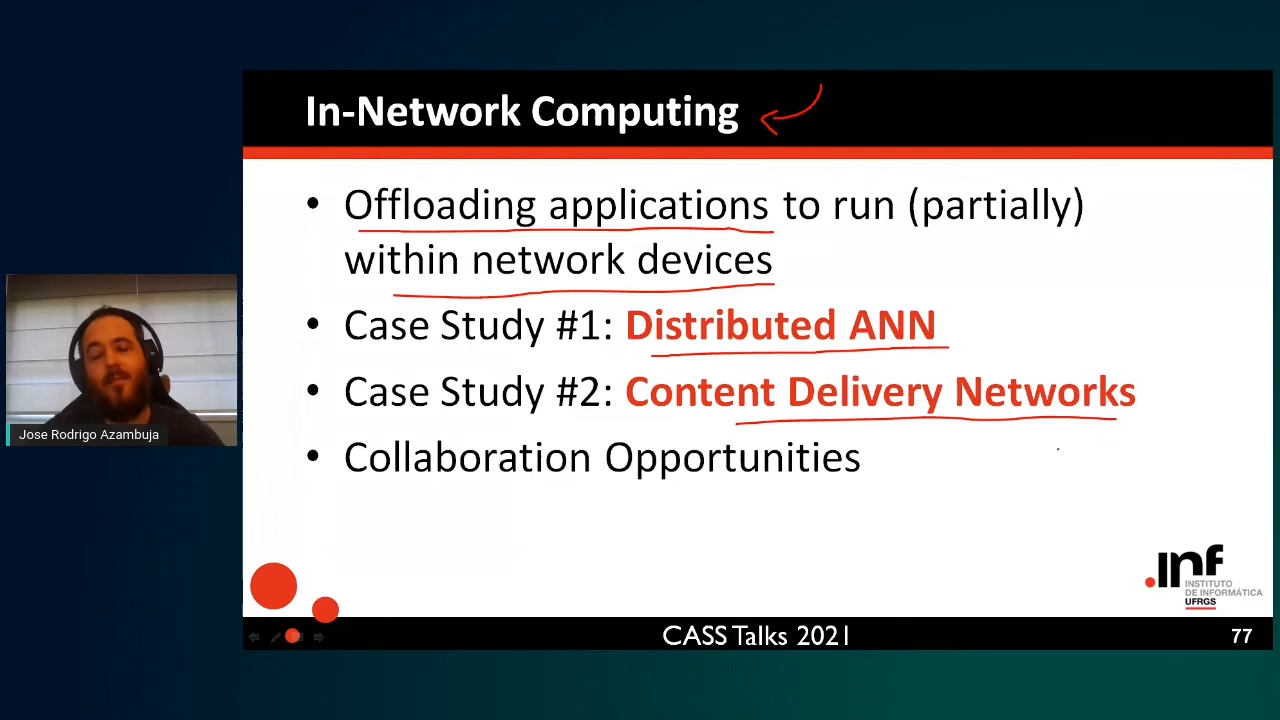 In-Network Computing
• Offloading applications to run (partially)
within network devices
• Case Study #1: Distributed ANN
• Case Study #2: Content Delivery Networks
• Collaboration Opportunities
Jose Rodrigo Azambuja
.inf
INSTITUTO
DE INFORMÁTICA
UFRGS
CASS Talks 2021
77